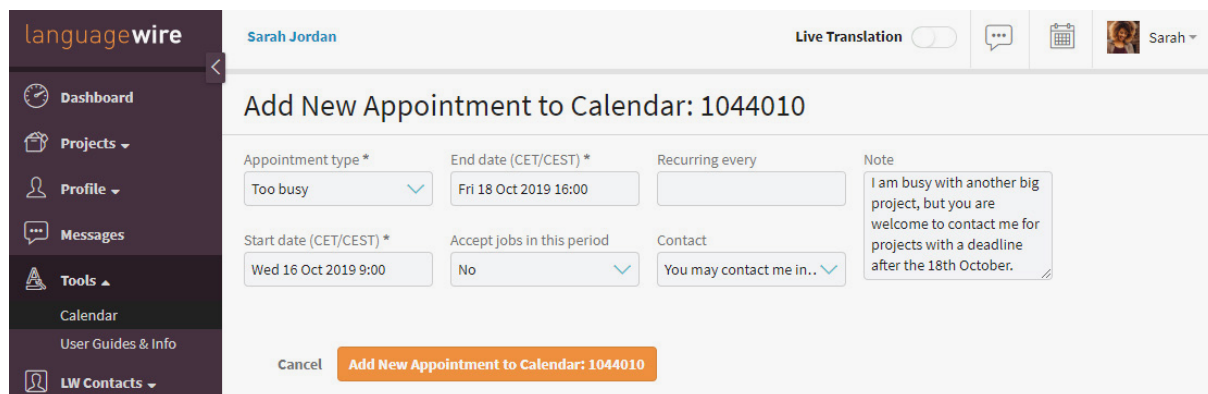 languagewire
Sarah Jordan
Live Translation
Sarah
Dashboard
Projects
Profile
Messages
Tools
Calendar
User Guides & Info
LW Contacts
Add New Appointment to Calendar: 1044010
Appointment type *
Too busy
End date (CET/CEST) *
Fri 18 Oct 2019 16:00
Recurring every
Note
I am busy with another big
project, but you are
welcome to contact me for
projects with a deadline
after the 18th October.
Start date (CET/CEST) *
Wed 16 Oct 2019 9:00
Accept jobs in this period
No
Contact
You may contact me in..
Cancel
Add New Appointment to Calendar: 1044010